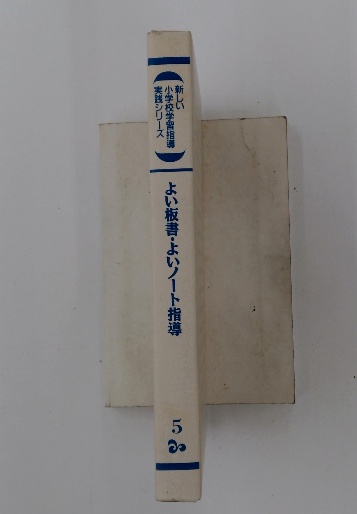 新しい
小学校学習指導
実践シリーズ
よい板書・よいノート指導
5